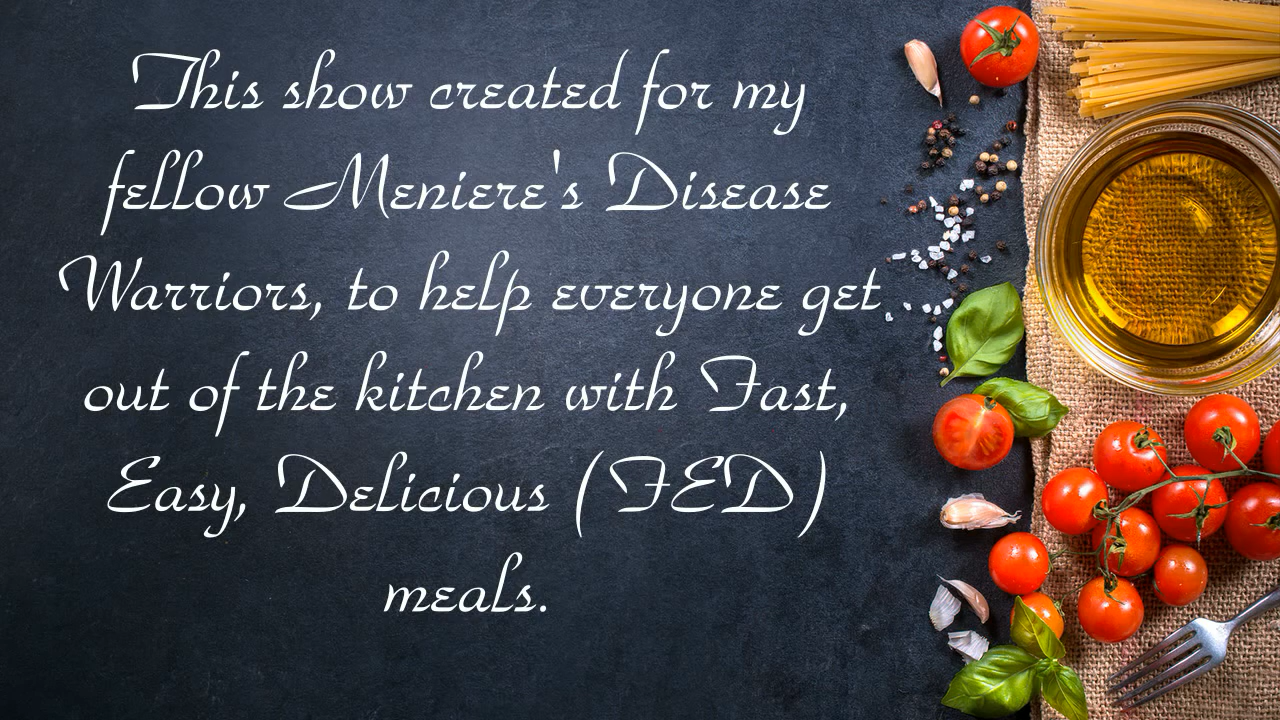 This show created for my
fellow Meniere's Disease
Warriors, to help everyone get
out of the kitchen with Fast,
Easy, Delicious (FED)
meals.